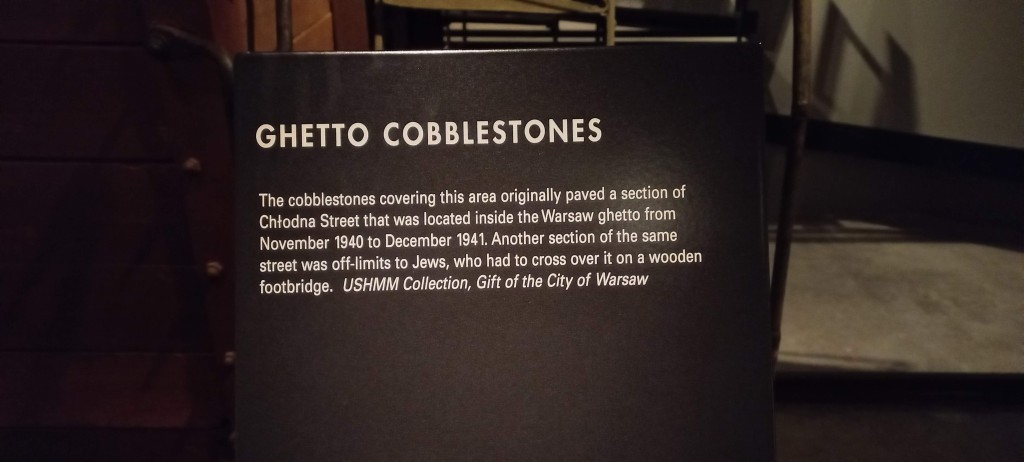 GHETTO COBBLESTONES
The cobblestones covering this area originally paved a section of
Chłodna Street that was located inside the Warsaw ghetto from
November 1940 to December 1941. Another section of the same
street was off-limits to Jews, who had to cross over it on a wooden
footbridge. USHMM Collection, Gift of the City of Warsaw